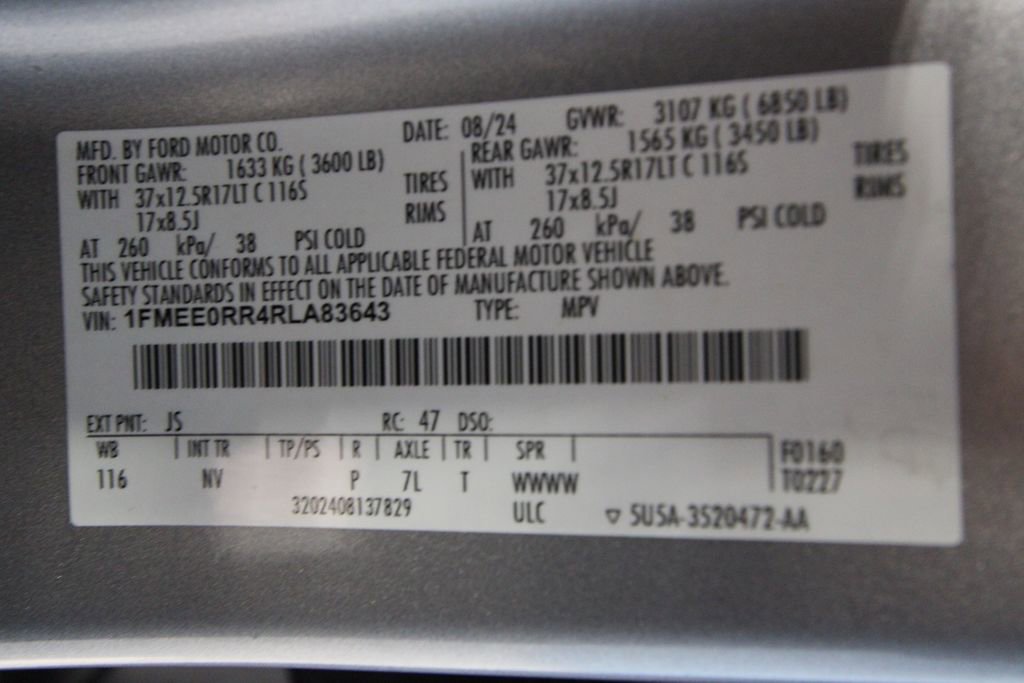 MFD. BY FORD MOTOR CO. DATE: 08/24 GVWR: 3107 KG ( 6850 LB)
FRONT GAWR: 1633 KG ( 3600 LB) REAR GAWR: 1565 KG ( 3450 LB)
WITH 37x12.5R17LT C 116S TIRES WITH 37x12.5R17LT C 116S TIRES
17x8.5J RIMS 17x8.5J RIMS
AT 260 kPa/ 38 PSI COLD AT 260 kPa/ 38 PSI COLD
THIS VEHICLE CONFORMS TO ALL APPLICABLE FEDERAL MOTOR VEHICLE
SAFETY STANDARDS IN EFFECT ON THE DATE OF MANUFACTURE SHOWN ABOVE.
VIN: 1FMEE0RR4RLA83643 TYPE: MPV
EXT PNT: JS RC: 47 DSO:
WB INT TR TP/PS R AXLE TR SPR F0160
116 NV P 7L T WWWW T0227
3202408137829 ULC ▽ 5U5A-3520472-AA